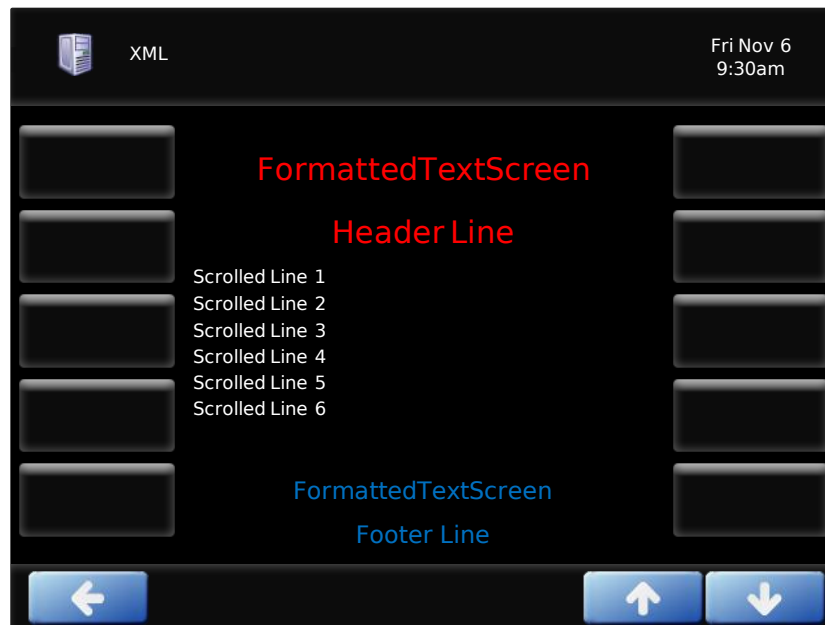 XML
Fri Nov 6
9:30am
FormattedTextScreen
Header Line
Scrolled Line 1
Scrolled Line 2
Scrolled Line 3
Scrolled Line 4
Scrolled Line 5
Scrolled Line 6
FormattedTextScreen
Footer Line